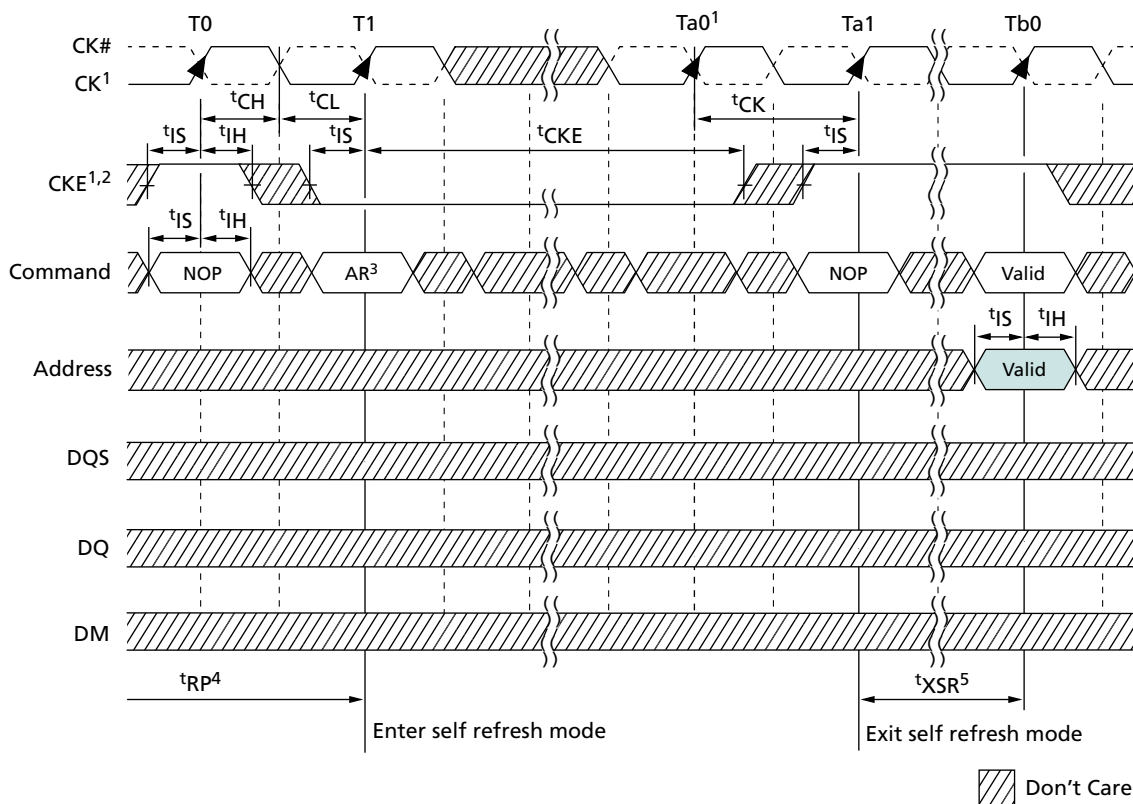 T0 T1 Ta0¹ Ta1 Tb0
CK#
CK¹
ᵗCH ᵗCL ᵗCK
ᵗIS ᵗIH ᵗIS ᵗCKE ᵗIS
CKE¹,²
ᵗIS ᵗIH
Command NOP AR³ NOP Valid
ᵗIS ᵗIH
Address Valid
DQS
DQ
DM
ᵗRP⁴ ᵗXSR⁵
Enter self refresh mode Exit self refresh mode
Don't Care